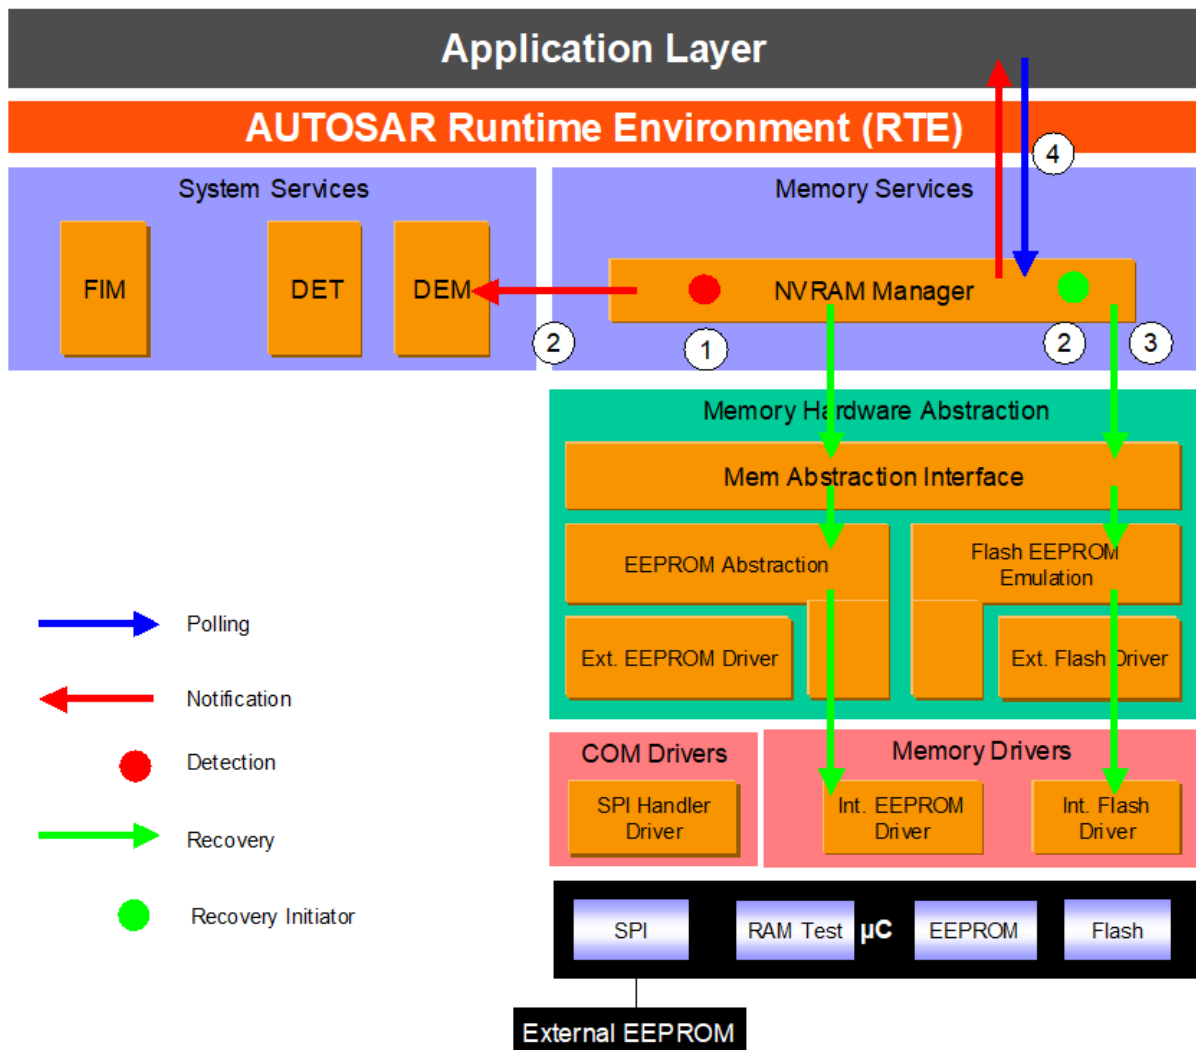 Application Layer
AUTOSAR Runtime Environment (RTE)
4
System Services
Memory Services
FIM
DET
DEM
NVRAM Manager
2
1
2
3
Memory Hardware Abstraction
Mem Abstraction Interface
EEPROM Abstraction
Flash EEPROM
Emulation
Ext. EEPROM Driver
Ext. Flash Driver
Polling
Notification
Detection
Recovery
Recovery Initiator
COM Drivers
Memory Drivers
SPI Handler
Driver
Int. EEPROM
Driver
Int. Flash
Driver
SPI
RAM Test
µC
EEPROM
Flash
External EEPROM